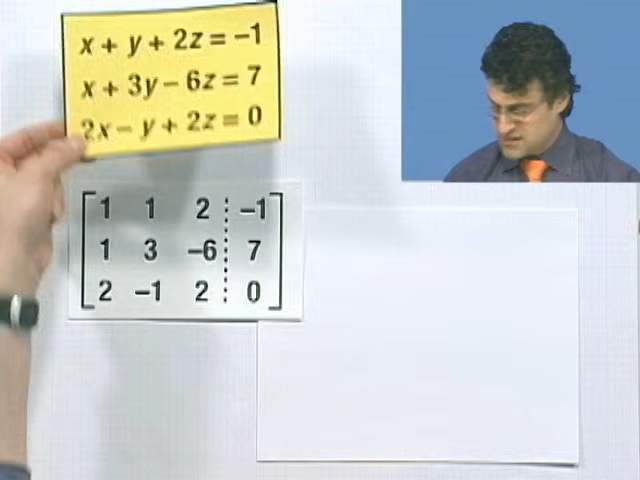 x + y + 2z = −1
x + 3y − 6z = 7
2x − y + 2z = 0
1 1 2 −1
1 3 −6 7
2 −1 2 0